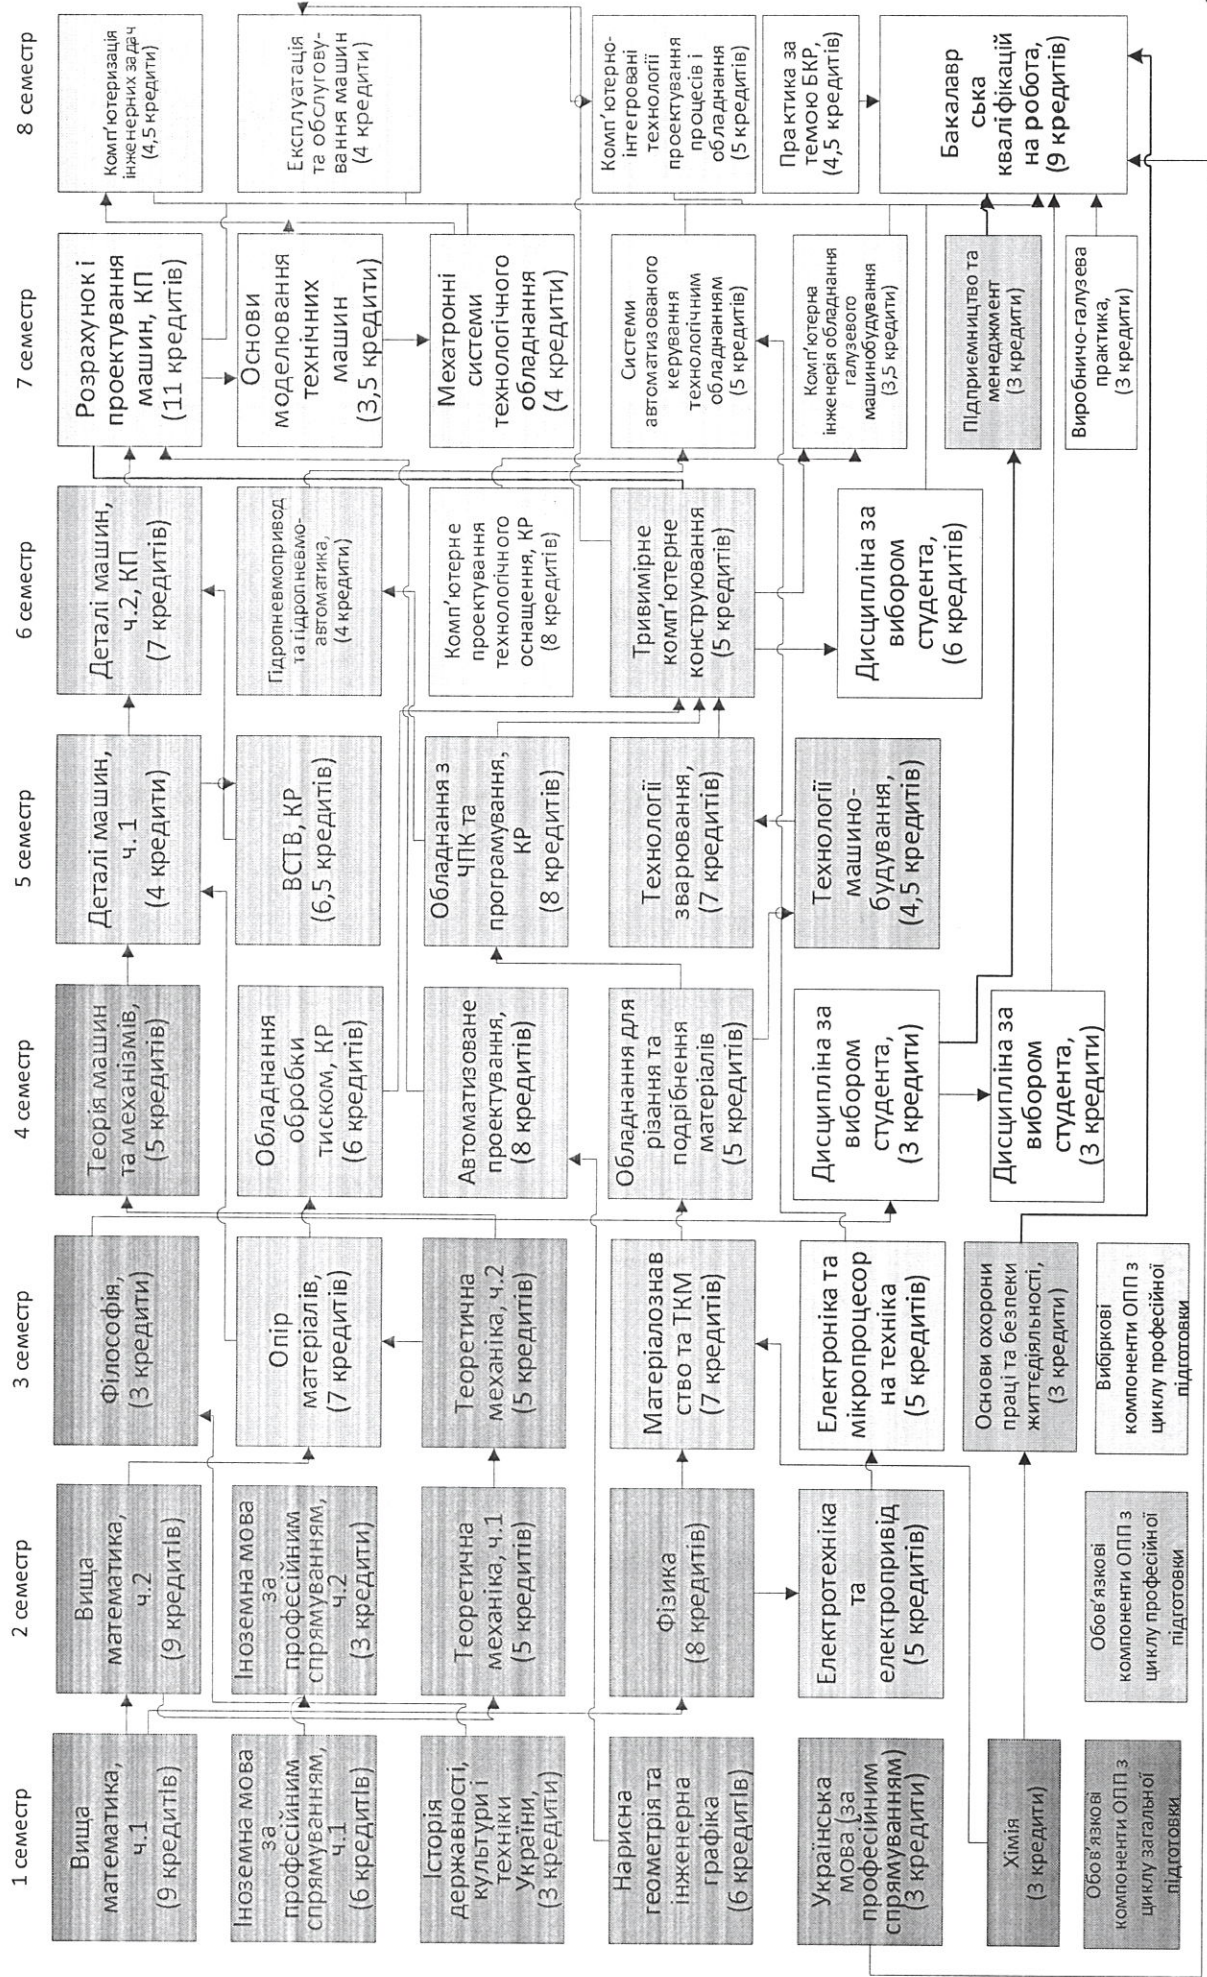 1 семестр
2 семестр
3 семестр
4 семестр
5 семестр
6 семестр
7 семестр
8 семестр
Вища
математика,
ч.1
(9 кредитів)
Іноземна мова
за
професійним
спрямуванням,
ч.1
(6 кредитів)
Історія
державності,
культури і
техніки
України,
(3 кредити)
Нарисна
геометрія та
інженерна
графіка
(6 кредитів)
Українська
мова (за
професійним
спрямуванням)
(3 кредити)
Хімія
(3 кредити)
Обов'язкові
компоненти ОПП з
циклу загальної
підготовки
Вища
математика,
ч.2
(9 кредитів)
Іноземна мова
за
професійним
спрямуванням,
ч.2
(3 кредити)
Теоретична
механіка, ч.1
(5 кредитів)
Фізика
(8 кредитів)
Електротехніка
та
електропривід
(5 кредитів)
Обов'язкові
компоненти ОПП з
циклу професійної
підготовки
Філософія,
(3 кредити)
Опір
матеріалів,
(7 кредитів)
Теоретична
механіка, ч.2
(5 кредитів)
Матеріалознав
ство та ТКМ
(7 кредитів)
Електроніка та
мікропроцесор
на техніка
(5 кредитів)
Основи охорони
праці та безпеки
життєдіяльності,
(3 кредити)
Вибіркові
компоненти ОПП з
циклу професійної
підготовки
Теорія машин
та механізмів,
(5 кредитів)
Обладнання
обробки
тиском, КР
(6 кредитів)
Автоматизоване
проектування,
(8 кредитів)
Обладнання для
різання та
подрібнення
матеріалів
(5 кредитів)
Дисципліна за
вибором
студента,
(3 кредити)
Дисципліна за
вибором
студента,
(3 кредити)
Деталі машин,
ч. 1
(4 кредити)
ВСТВ, КР
(6,5 кредитів)
Обладнання з
ЧПК та
програмування,
КР
(8 кредитів)
Технології
зварювання,
(7 кредитів)
Технології
машино-
будування,
(4,5 кредитів)
Деталі машин,
ч.2, КП
(7 кредитів)
Гідропневмопривод
та гідропневмо-
автоматика,
(4 кредити)
Комп'ютерне
проектування
технологічного
оснащення, КР
(8 кредитів)
Тривимірне
комп'ютерне
конструювання
(5 кредитів)
Дисципліна за
вибором
студента,
(6 кредитів)
Розрахунок і
проектування
машин, КП
(11 кредитів)
Основи
моделювання
технічних
машин
(3,5 кредити)
Мехатронні
системи
технологічного
обладнання
(4 кредити)
Системи
автоматизованого
керування
технологічним
обладнанням
(5 кредитів)
Комп'ютерна
інженерія обладнання
галузевого
машинобудування
(3,5 кредити)
Підприємництво та
менеджмент
(3 кредити)
Виробничо-галузева
практика,
(3 кредити)
Комп'ютеризація
інженерних задач
(4,5 кредити)
Експлуатація
та обслугову-
вання машин
(4 кредити)
Комп'ютерно-
інтегровані
технології
проектування
процесів і
обладнання
(5 кредитів)
Практика за
темою БКР,
(4,5 кредитів)
Бакалавр
ська
кваліфікацій
на робота,
(9 кредитів)